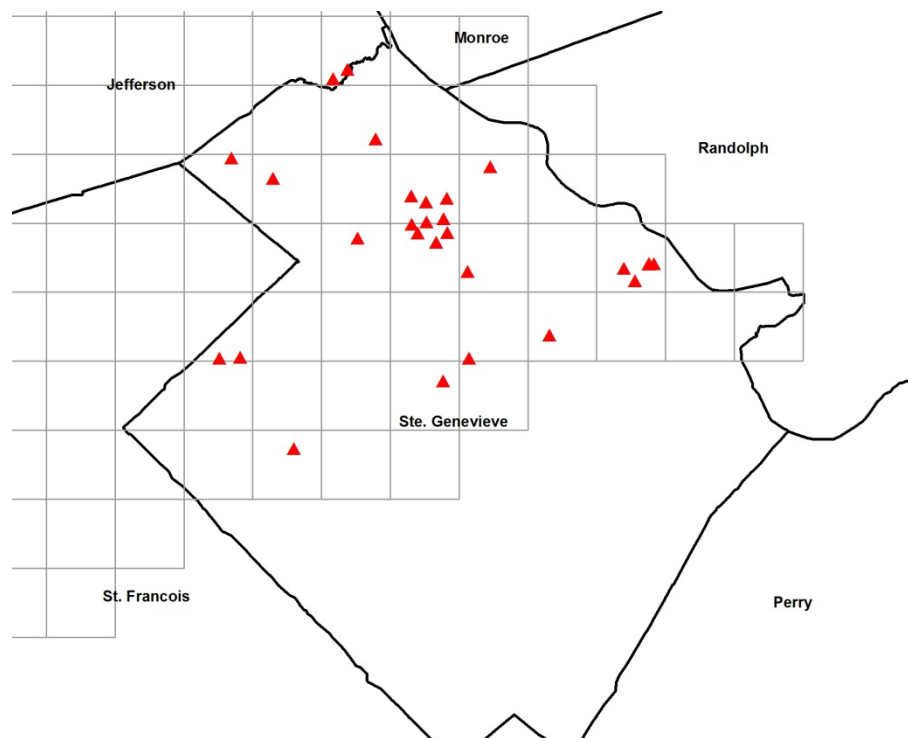 Monroe
Jefferson
Randolph
Ste. Genevieve
St. Francois
Perry